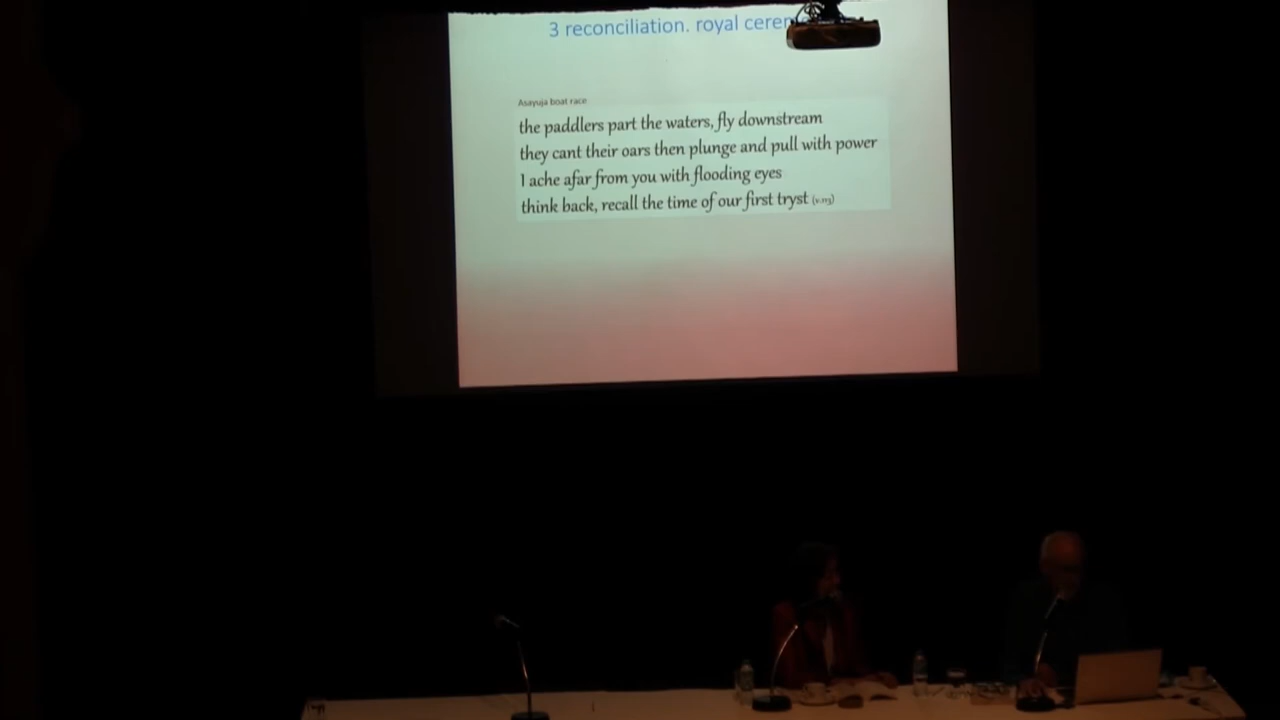 3 reconciliation. royal
Asayuja boat race
the paddlers part the waters, fly downstream
they cant their oars then plunge and pull with power
I ache afar from you with flooding eyes
think back, recall the time of our first tryst